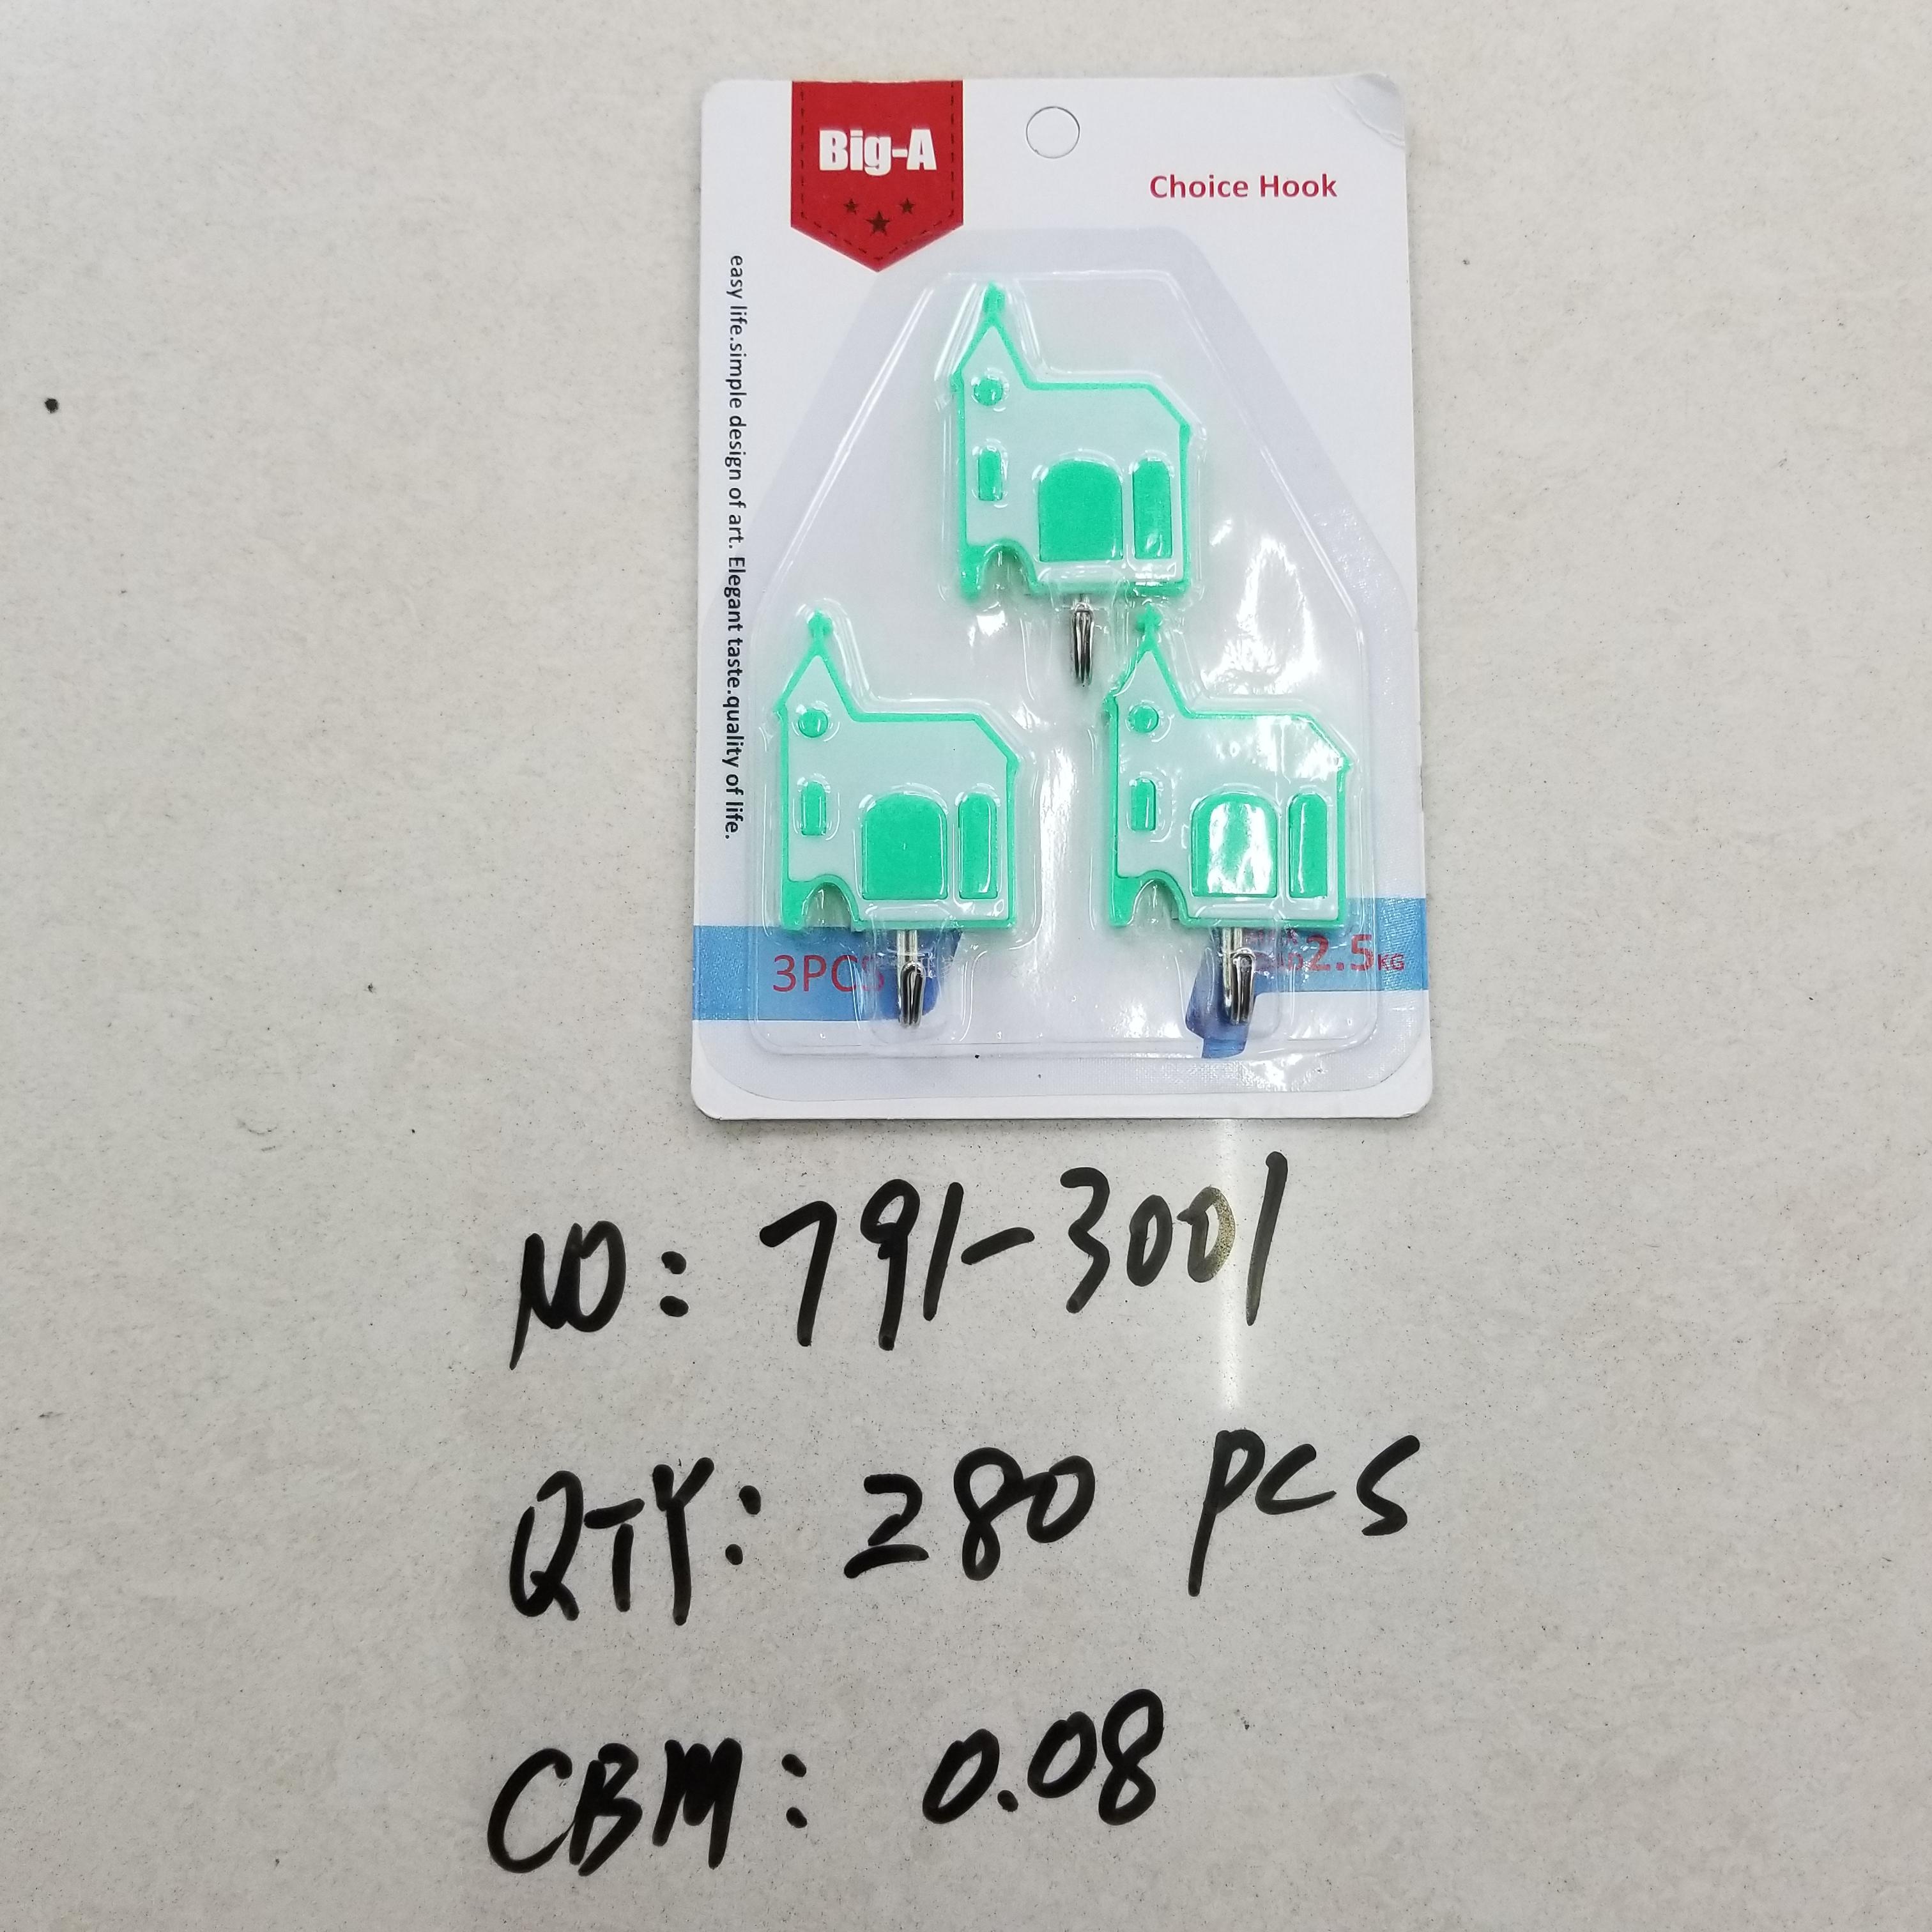 Big-A
Choice Hook
easy life.simple design of art. Elegant taste.quality of life.
3PCS
2.5KG
NO: 791-3001
QTY: 280 PCS
CBM: 0.08